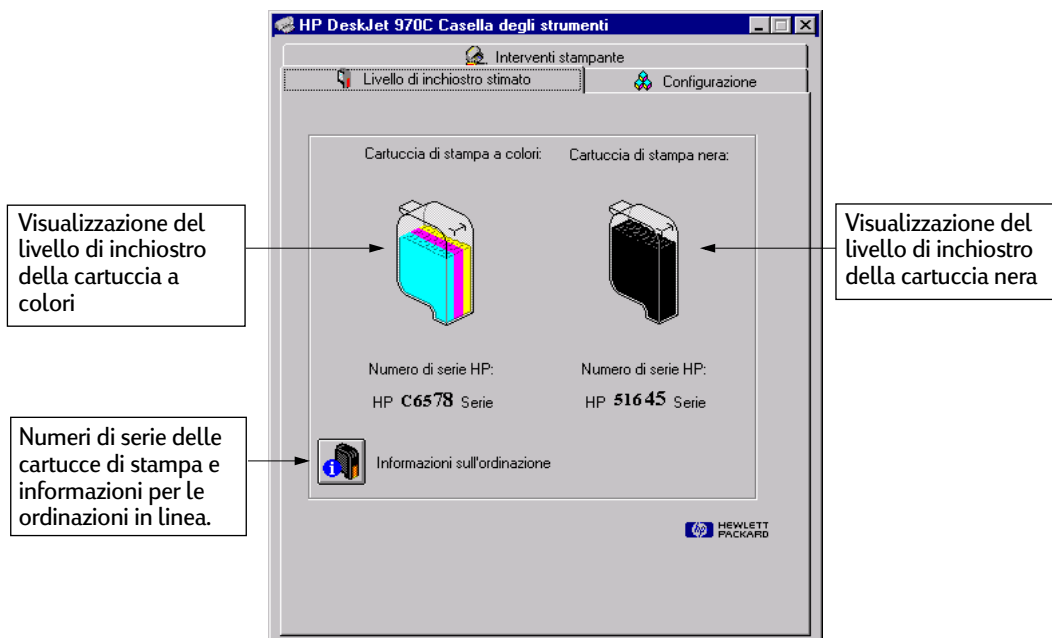 HP DeskJet 970C Casella degli strumenti
Interventi stampante
Livello di inchiostro stimato
Configurazione
Cartuccia di stampa a colori:
Cartuccia di stampa nera:
Visualizzazione del
livello di inchiostro
della cartuccia a
colori
Visualizzazione del
livello di inchiostro
della cartuccia nera
Numero di serie HP:
HP C6578 Serie
Numero di serie HP:
HP 51645 Serie
Numeri di serie delle
cartucce di stampa e
informazioni per le
ordinazioni in linea.
Informazioni sull'ordinazione
hp HEWLETT
PACKARD